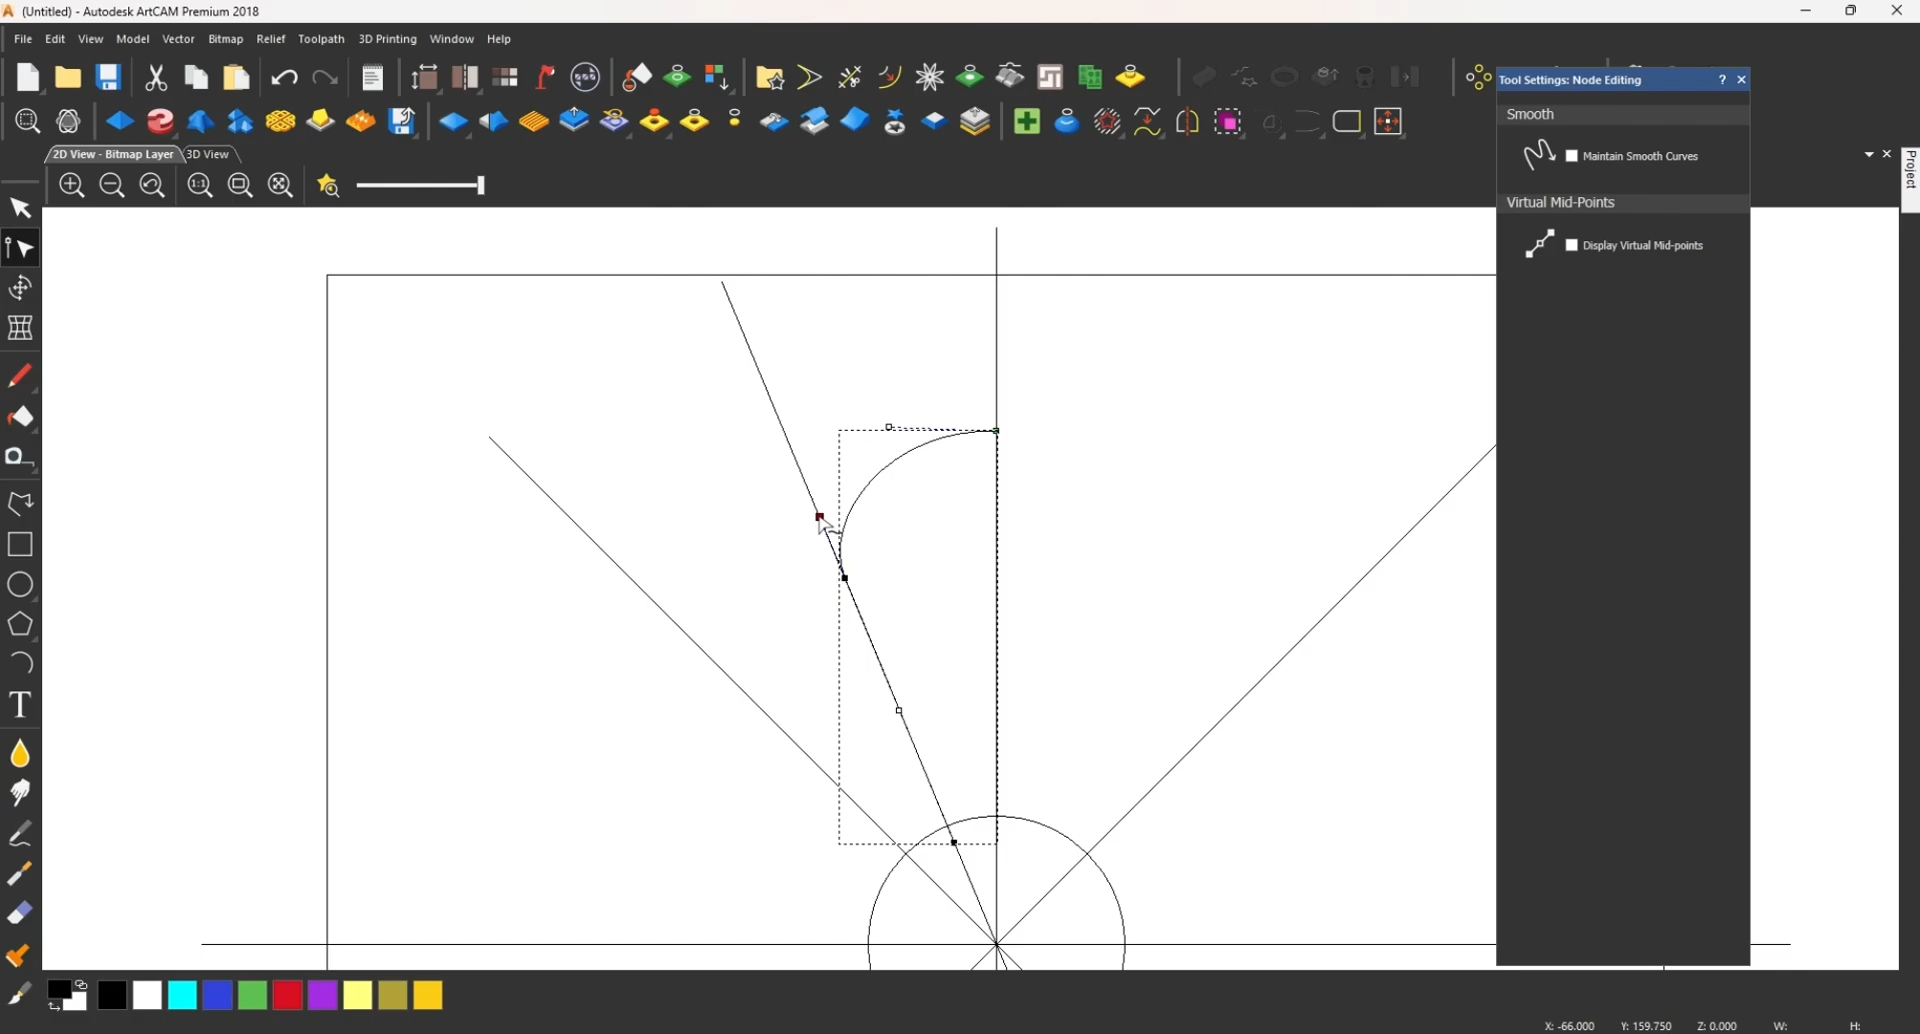 (Untitled) - Autodesk ArtCAM Premium 2018
File Edit View Model Vector Bitmap Relief Toolpath 3D Printing Window Help
Tool Settings: Node Editing ?
Smooth
Maintain Smooth Curves
Virtual Mid-Points
Display Virtual Mid-points
2D View - Bitmap Layer 3D View
Project
1:1
T
X: -66.000 Y: 159.750 Z: 0.000 W: H: